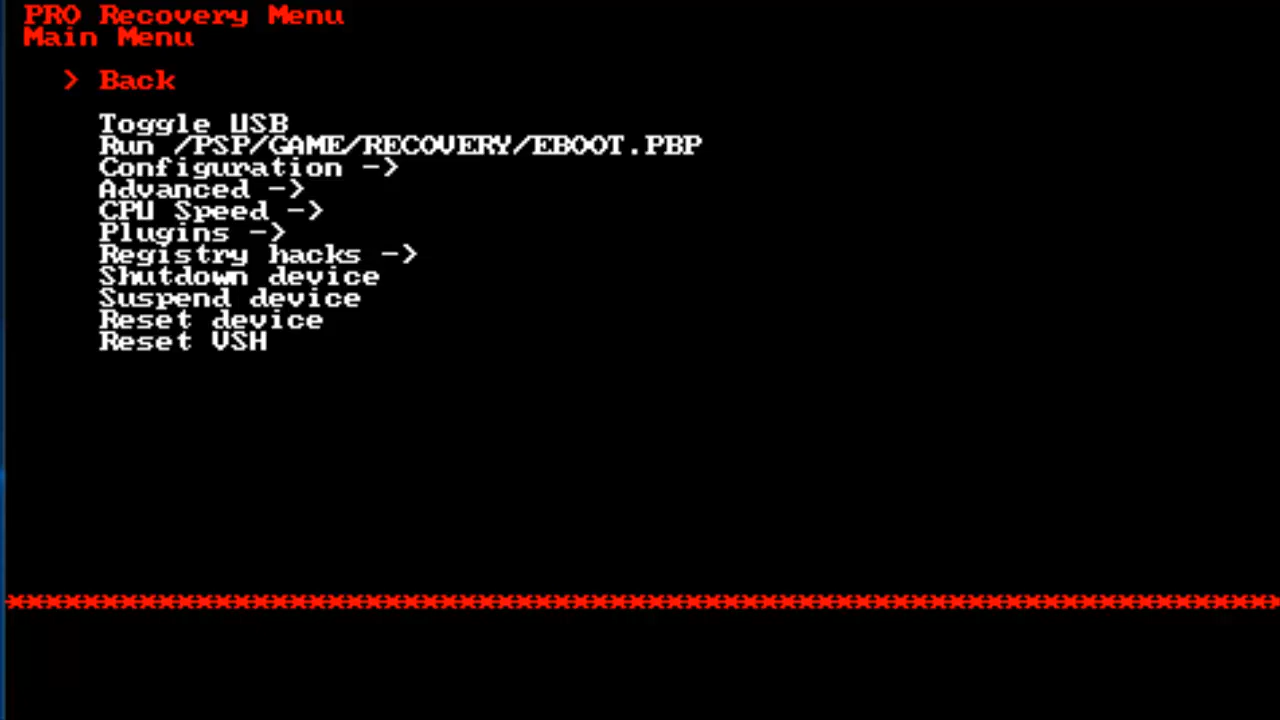 PRO Recovery Menu
Main Menu
> Back
Toggle USB
Run /PSP/GAME/RECOVERY/EBOOT.PBP
Configuration ->
Advanced ->
CPU Speed ->
Plugins ->
Registry hacks ->
Shutdown device
Suspend device
Reset device
Reset VSH
********************************************************************